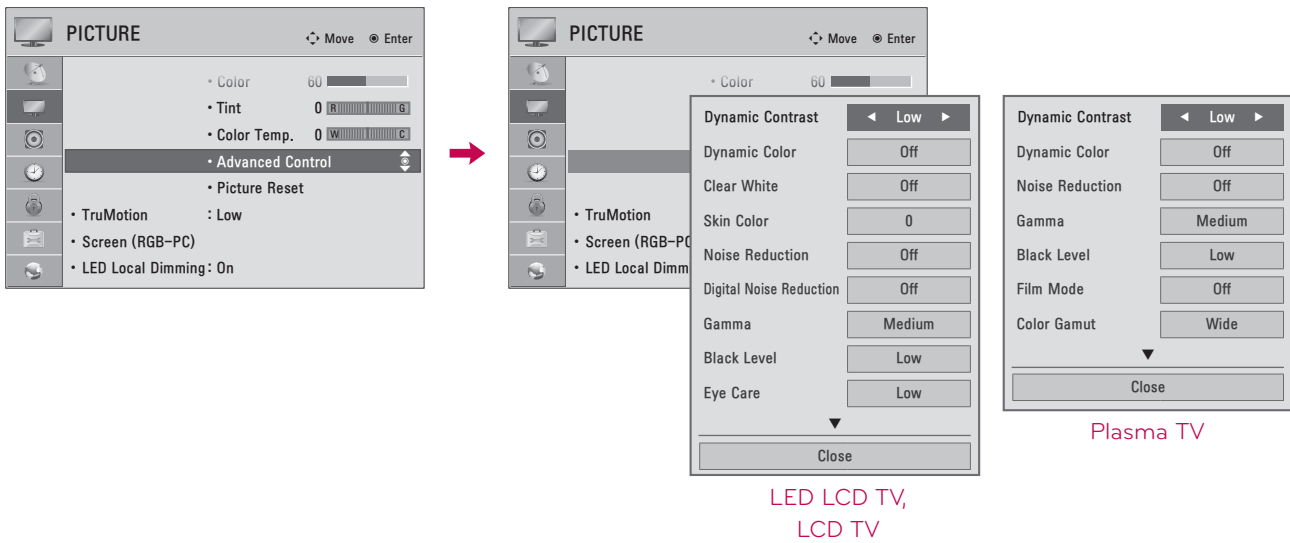 PICTURE Move Enter
• Color 60
• Tint 0 R G
• Color Temp. 0 W C
• Advanced Control
• Picture Reset
• TruMotion : Low
• Screen (RGB-PC)
• LED Local Dimming : On
PICTURE Move Enter
• Color 60
• TruMotion
• Screen (RGB-PC
• LED Local Dimm
Dynamic Contrast ◄ Low ►
Dynamic Color Off
Clear White Off
Skin Color 0
Noise Reduction Off
Digital Noise Reduction Off
Gamma Medium
Black Level Low
Eye Care Low
▼
Close
LED LCD TV,
LCD TV
Dynamic Contrast ◄ Low ►
Dynamic Color Off
Noise Reduction Off
Gamma Medium
Black Level Low
Film Mode Off
Color Gamut Wide
▼
Close
Plasma TV